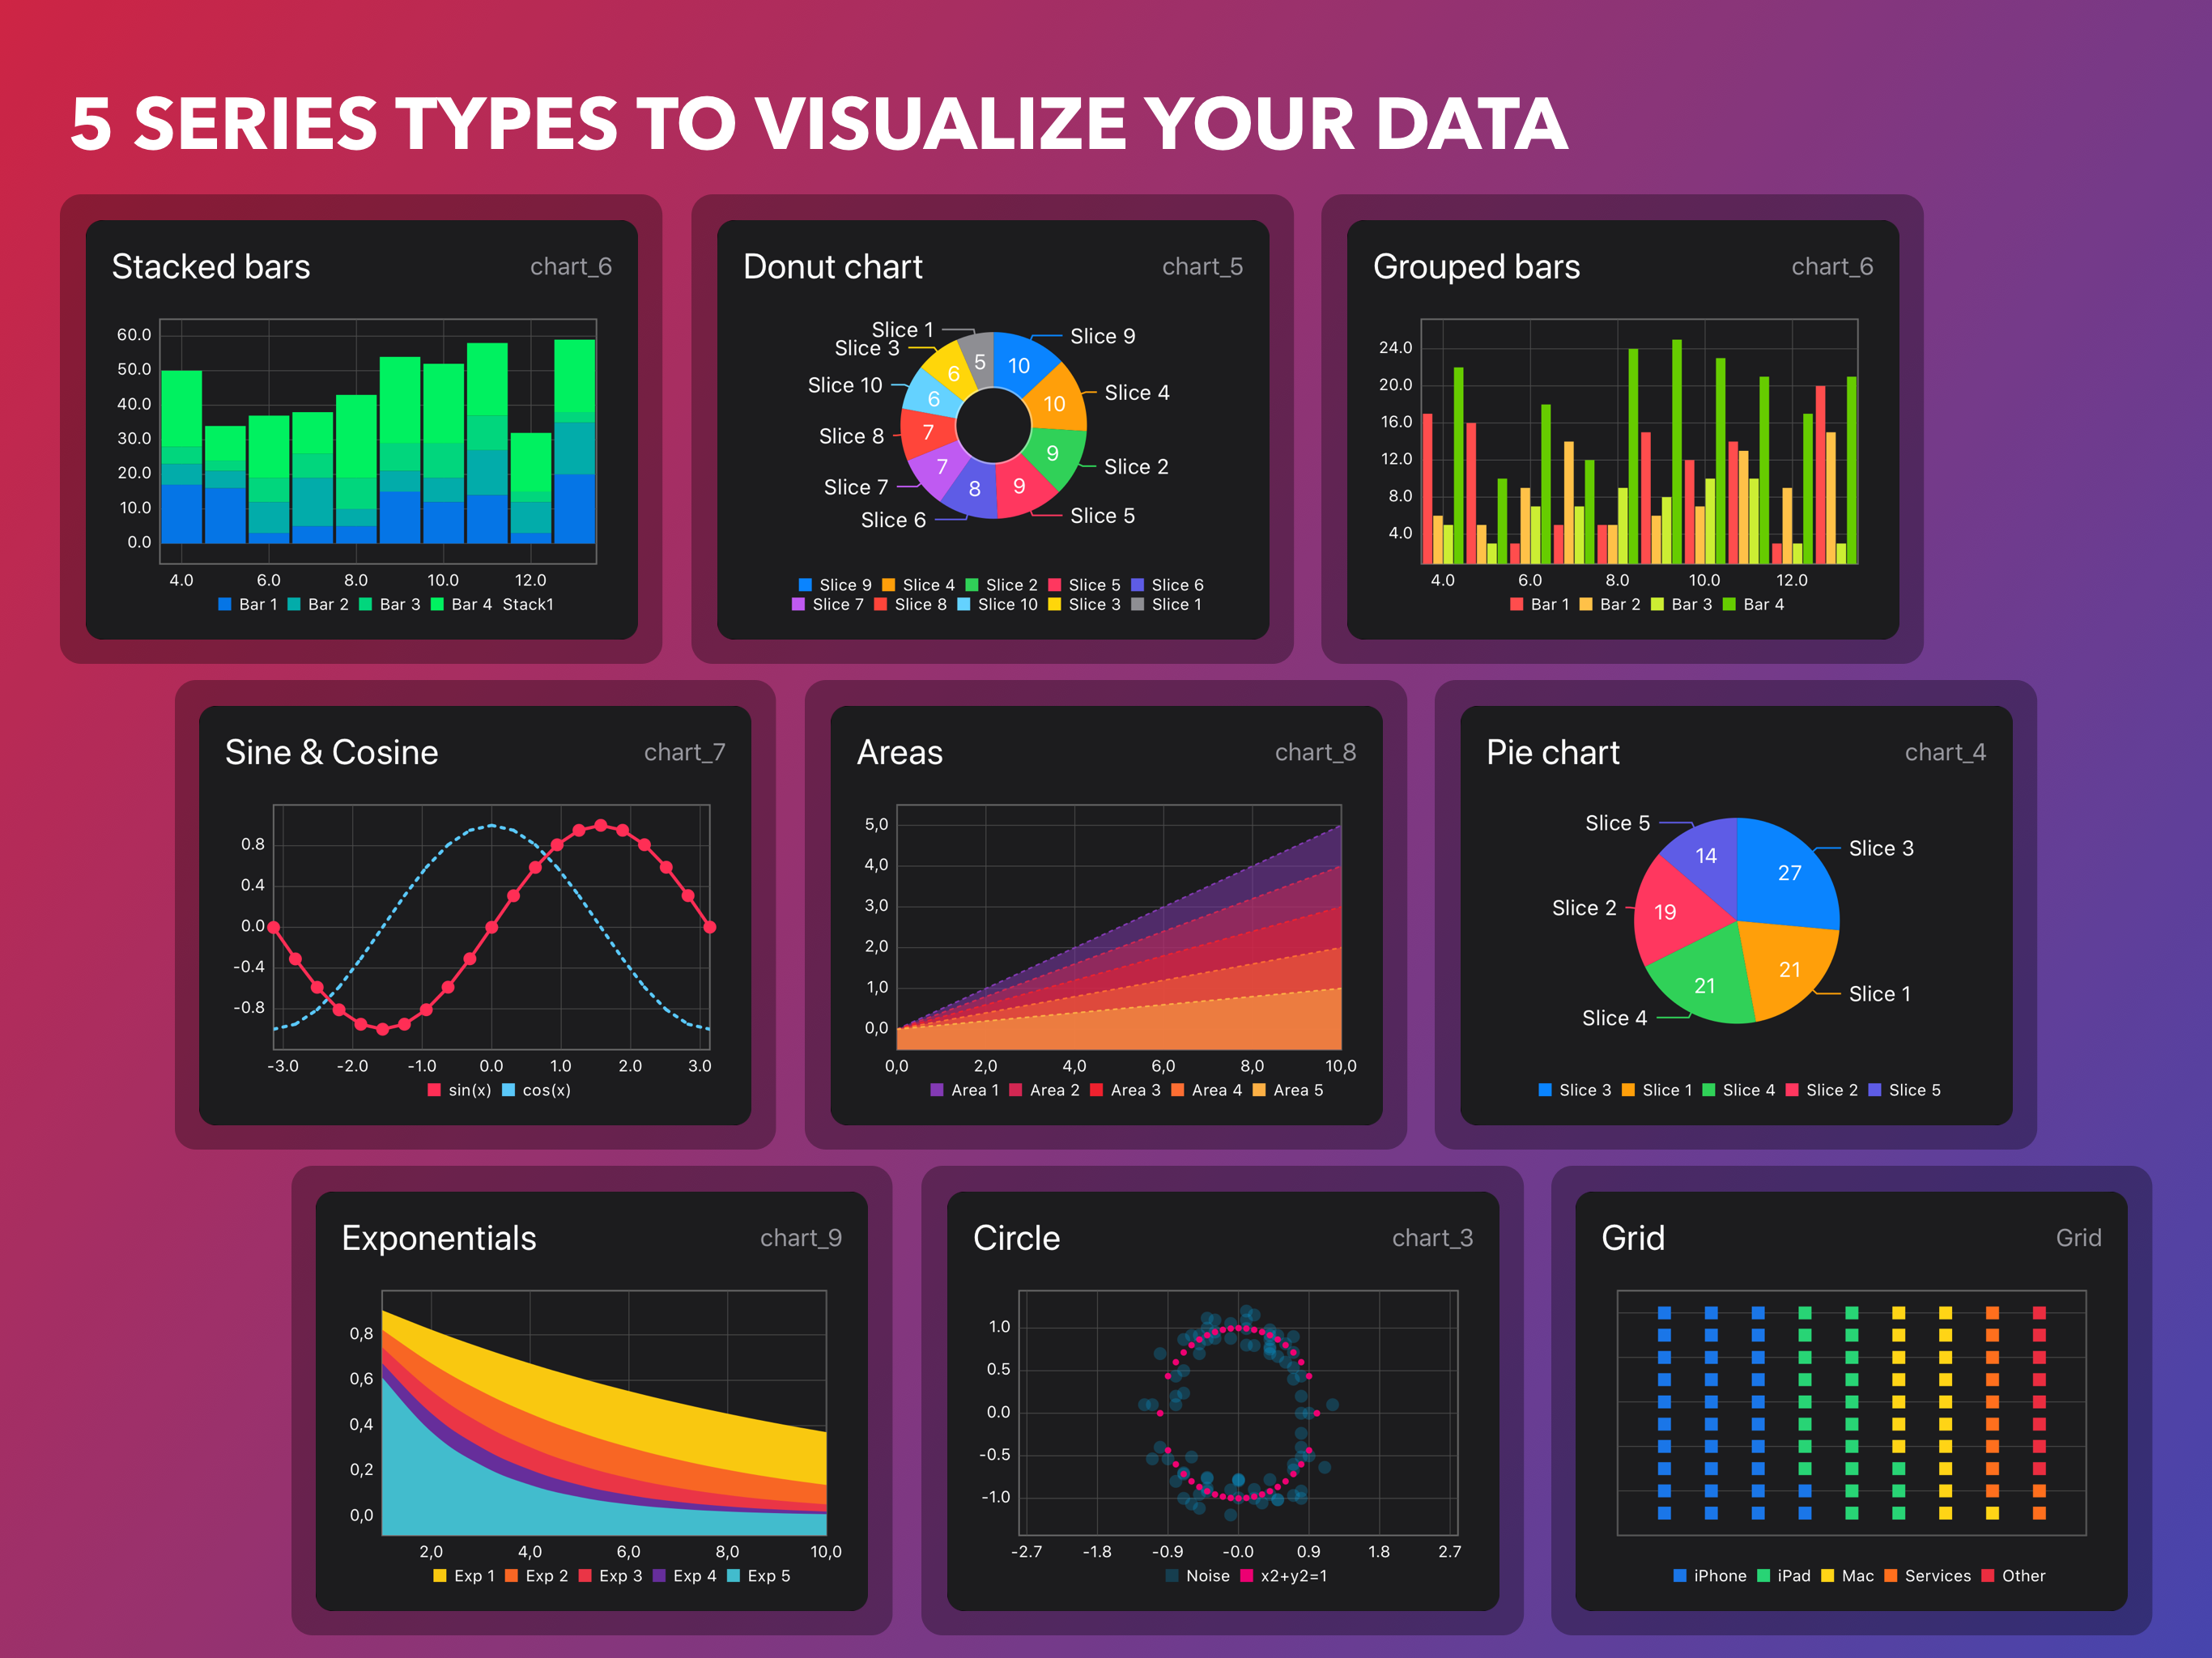 5 SERIES TYPES TO VISUALIZE YOUR DATA
Stacked bars chart_6
60.0
50.0
40.0
30.0
20.0
10.0
0.0
4.0 6.0 8.0 10.0 12.0
Bar 1 Bar 2 Bar 3 Bar 4 Stack1
Donut chart chart_5
Slice 1
Slice 9
Slice 3
Slice 10
Slice 4
Slice 8
Slice 2
Slice 7
Slice 5
Slice 6
5
10
6
6
10
7
9
7
8
9
Slice 9 Slice 4 Slice 2 Slice 5 Slice 6
Slice 7 Slice 8 Slice 10 Slice 3 Slice 1
Grouped bars chart_6
24.0
20.0
16.0
12.0
8.0
4.0
4.0 6.0 8.0 10.0 12.0
Bar 1 Bar 2 Bar 3 Bar 4
Sine & Cosine chart_7
0.8
0.4
0.0
-0.4
-0.8
-3.0 -2.0 -1.0 0.0 1.0 2.0 3.0
sin(x) cos(x)
Areas chart_8
5,0
4,0
3,0
2,0
1,0
0,0
0,0 2,0 4,0 6,0 8,0 10,0
Area 1 Area 2 Area 3 Area 4 Area 5
Pie chart chart_4
Slice 5
Slice 3
Slice 2
Slice 1
Slice 4
14
27
19
21
21
Slice 3 Slice 1 Slice 4 Slice 2 Slice 5
Exponentials chart_9
0,8
0,6
0,4
0,2
0,0
2,0 4,0 6,0 8,0 10,0
Exp 1 Exp 2 Exp 3 Exp 4 Exp 5
Circle chart_3
1.0
0.5
0.0
-0.5
-1.0
-2.7 -1.8 -0.9 -0.0 0.9 1.8 2.7
Noise x2+y2=1
Grid Grid
iPhone iPad Mac Services Other